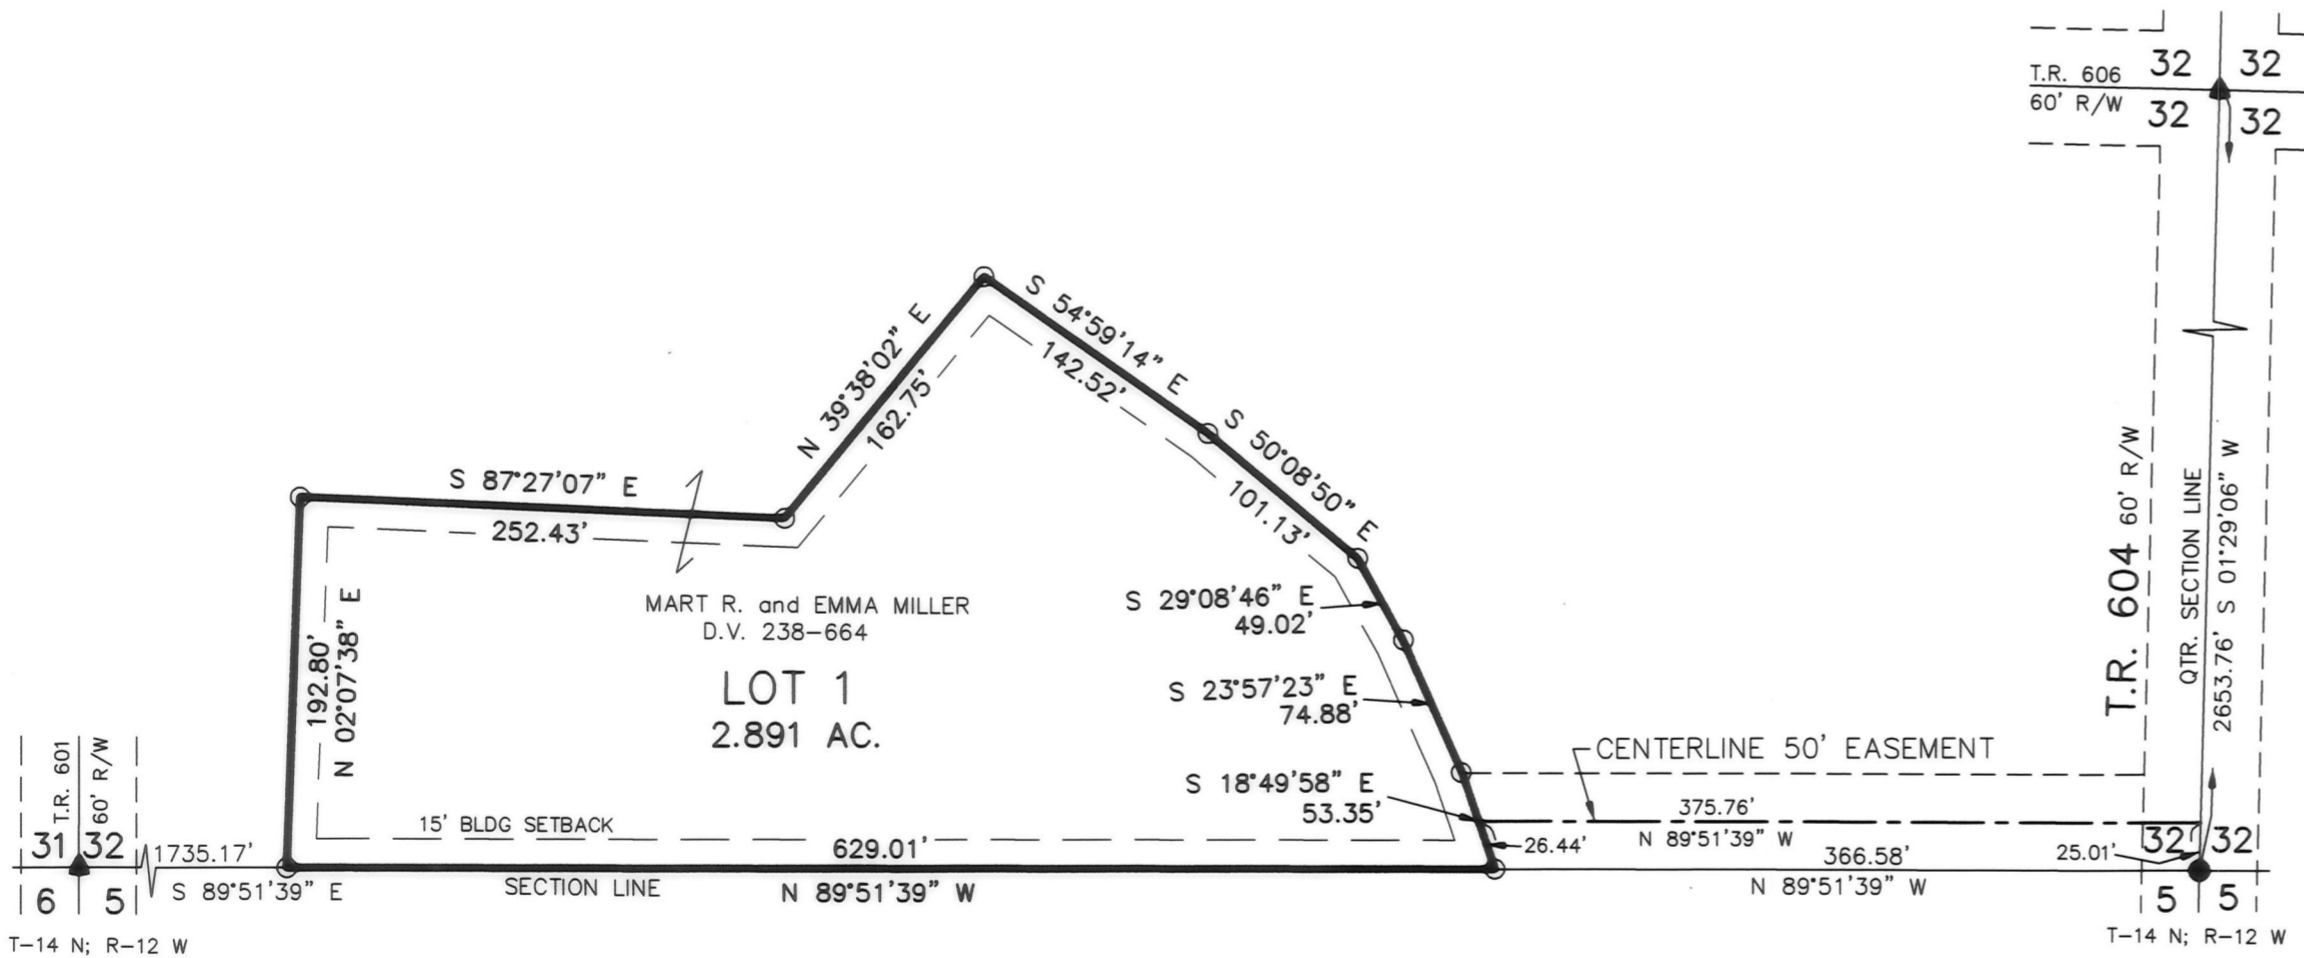 32 32
T.R. 606
60' R/W
32 32
S 54°59'14" E
142.52'
N 39°38'02" E
162.75'
S 50°08'50" E
101.13'
S 87°27'07" E
252.43'
S 29°08'46" E
49.02'
MART R. and EMMA MILLER
D.V. 238-664
LOT 1
2.891 AC.
192.80'
N 02°07'38" E
S 23°57'23" E
74.88'
S 18°49'58" E
53.35'
T.R. 604 60' R/W
QTR. SECTION LINE
2653.76' S 01°29'06" W
CENTERLINE 50' EASEMENT
375.76'
N 89°51'39" W
26.44'
15' BLDG SETBACK
629.01'
T.R. 601
60' R/W
31 32
1735.17'
S 89°51'39" E
SECTION LINE
N 89°51'39" W
366.58'
N 89°51'39" W
25.01'
32 32
6 5
5 5
T-14 N; R-12 W
T-14 N; R-12 W